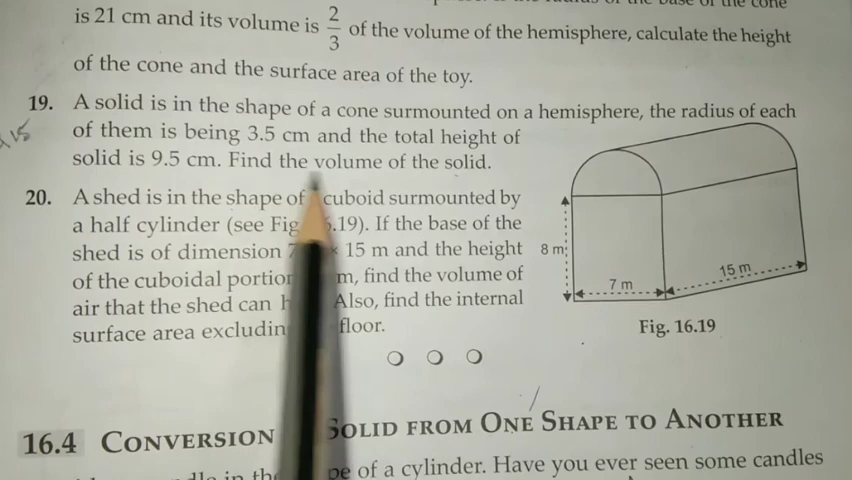 is 21 cm and its volume is 2/3 of the volume of the hemisphere, calculate the height
of the cone and the surface area of the toy.
19. A solid is in the shape of a cone surmounted on a hemisphere, the radius of each
of them is being 3.5 cm and the total height of
solid is 9.5 cm. Find the volume of the solid.
20. A shed is in the shape of cuboid surmounted by
a half cylinder (see Fig .19). If the base of the
shed is of dimension 7 × 15 m and the height
of the cuboidal portion m, find the volume of
air that the shed can h Also, find the internal
surface area excludin floor.
8 m
7 m
15 m
Fig. 16.19
16.4 CONVERSION SOLID FROM ONE SHAPE TO ANOTHER
of a cylinder. Have you ever seen some candles